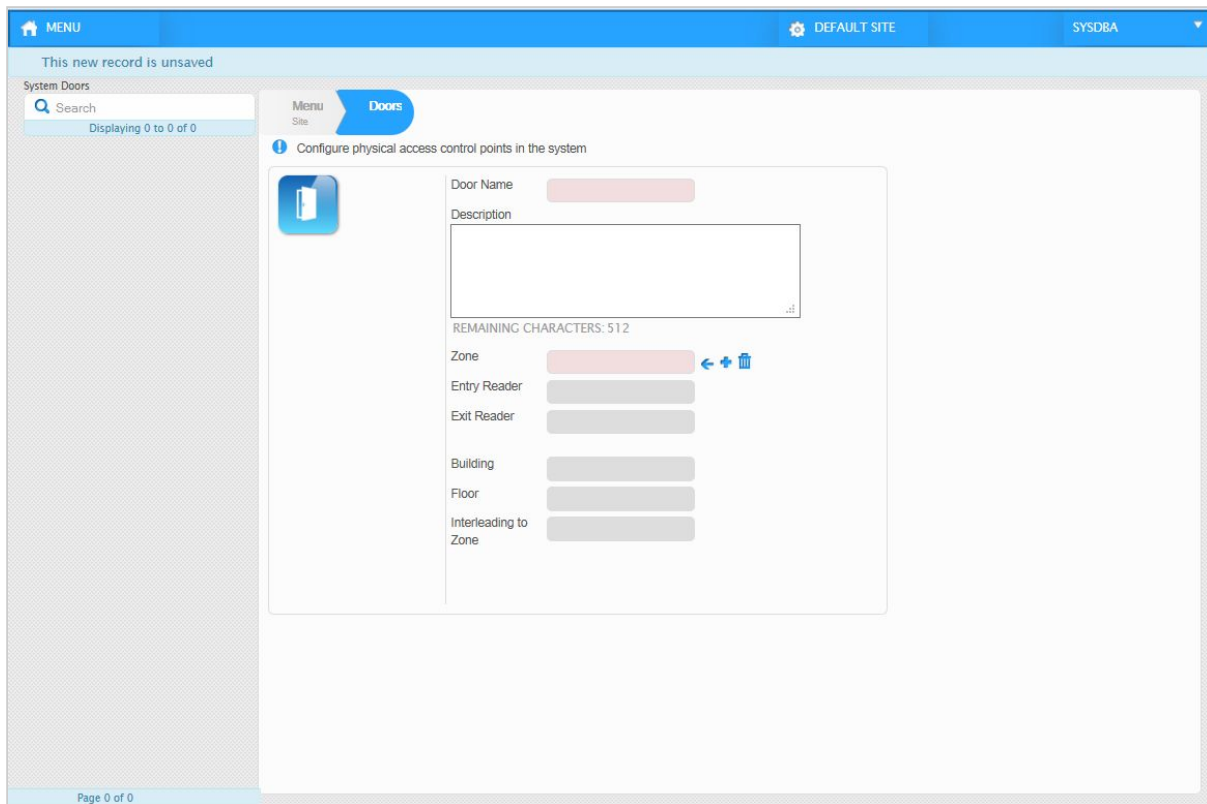 MENU
DEFAULT SITE
SYSDBA
This new record is unsaved
System Doors
Search
Displaying 0 to 0 of 0
Menu
Site
Doors
Configure physical access control points in the system
Door Name
Description
REMAINING CHARACTERS: 512
Zone
Entry Reader
Exit Reader
Building
Floor
Interleading to
Zone
Page 0 of 0